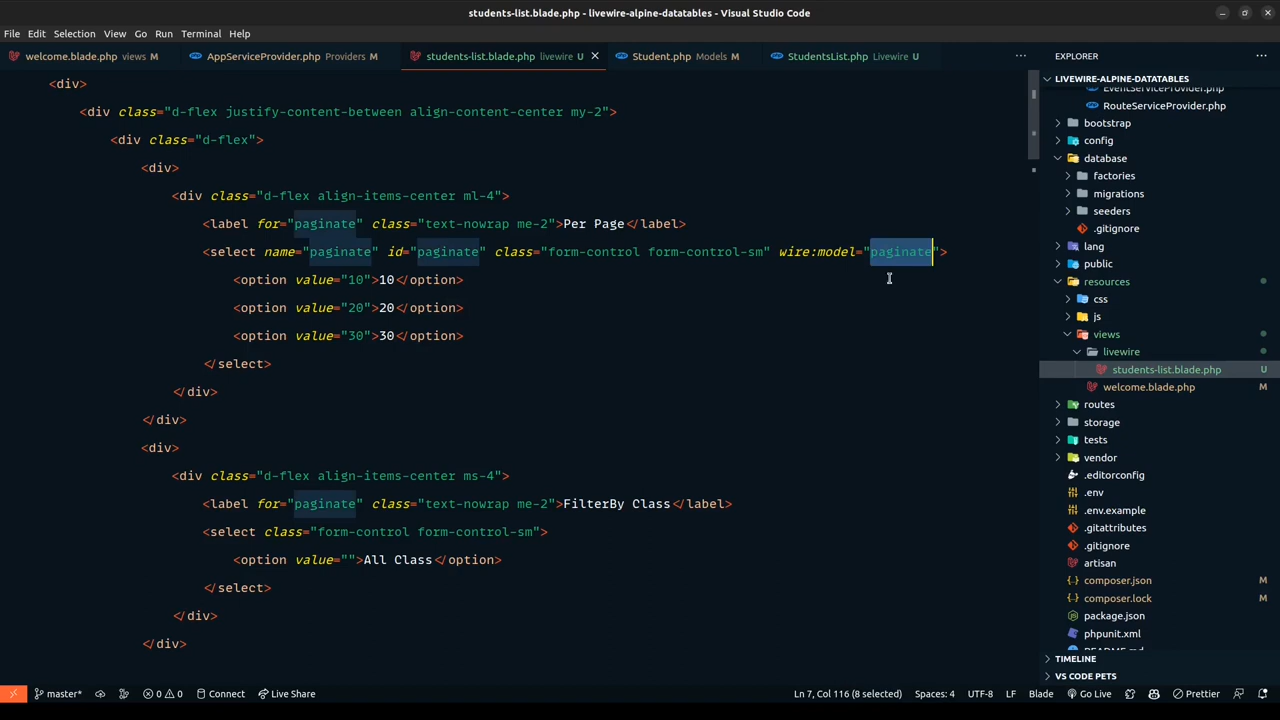 students-list.blade.php - livewire-alpine-datatables - Visual Studio Code
File Edit Selection View Go Run Terminal Help
welcome.blade.php views M AppServiceProvider.php Providers M students-list.blade.php livewire U Student.php Models M StudentsList.php Livewire U
<div>
<div class="d-flex justify-content-between align-content-center my-2">
<div class="d-flex">
<div>
<div class="d-flex align-items-center ml-4">
<label for="paginate" class="text-nowrap me-2">Per Page</label>
<select name="paginate" id="paginate" class="form-control form-control-sm" wire:model="paginate">
<option value="10">10</option>
<option value="20">20</option>
<option value="30">30</option>
</select>
</div>
</div>
<div>
<div class="d-flex align-items-center ms-4">
<label for="paginate" class="text-nowrap me-2">FilterBy Class</label>
<select class="form-control form-control-sm">
<option value="">All Class</option>
</select>
</div>
</div>
EXPLORER
LIVEWIRE-ALPINE-DATATABLES
EventServiceProvider.php
RouteServiceProvider.php
bootstrap
config
database
factories
migrations
seeders
.gitignore
lang
public
resources
css
js
views
livewire
students-list.blade.php U
welcome.blade.php M
routes
storage
tests
vendor
.editorconfig
.env
.env.example
.gitattributes
.gitignore
artisan
composer.json M
composer.lock M
package.json
phpunit.xml
README.md
TIMELINE
VS CODE PETS
master* 0 0 Connect Live Share Ln 7, Col 116 (8 selected) Spaces: 4 UTF-8 LF Blade Go Live Prettier